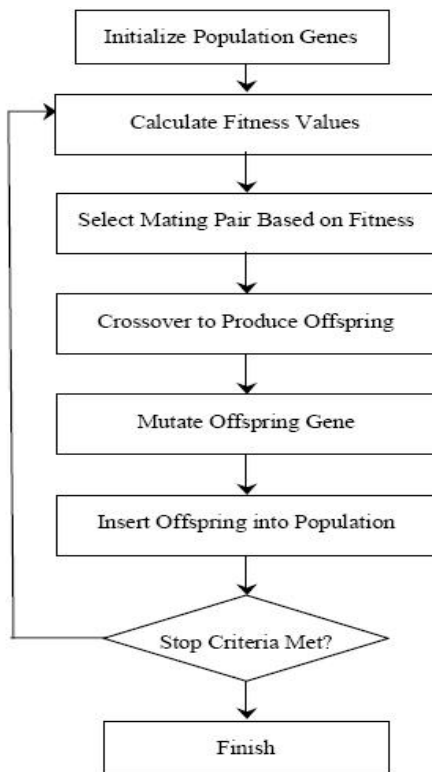 Initialize Population Genes
Calculate Fitness Values
Select Mating Pair Based on Fitness
Crossover to Produce Offspring
Mutate Offspring Gene
Insert Offspring into Population
Stop Criteria Met?
Finish